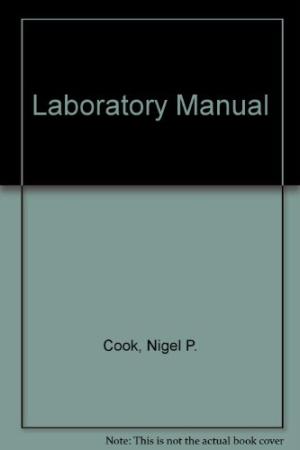 Laboratory Manual
Cook, Nigel P.
Note: This is not the actual book cover